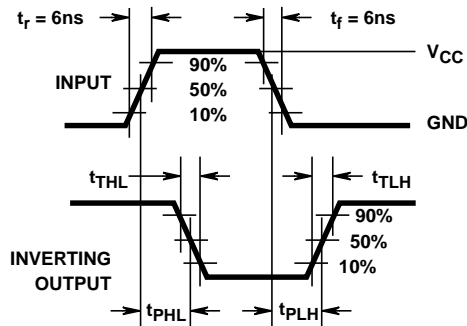 tr = 6ns
tf = 6ns
VCC
90%
INPUT
50%
10%
GND
tTHL
tTLH
90%
50%
INVERTING
10%
OUTPUT
tPHL
tPLH